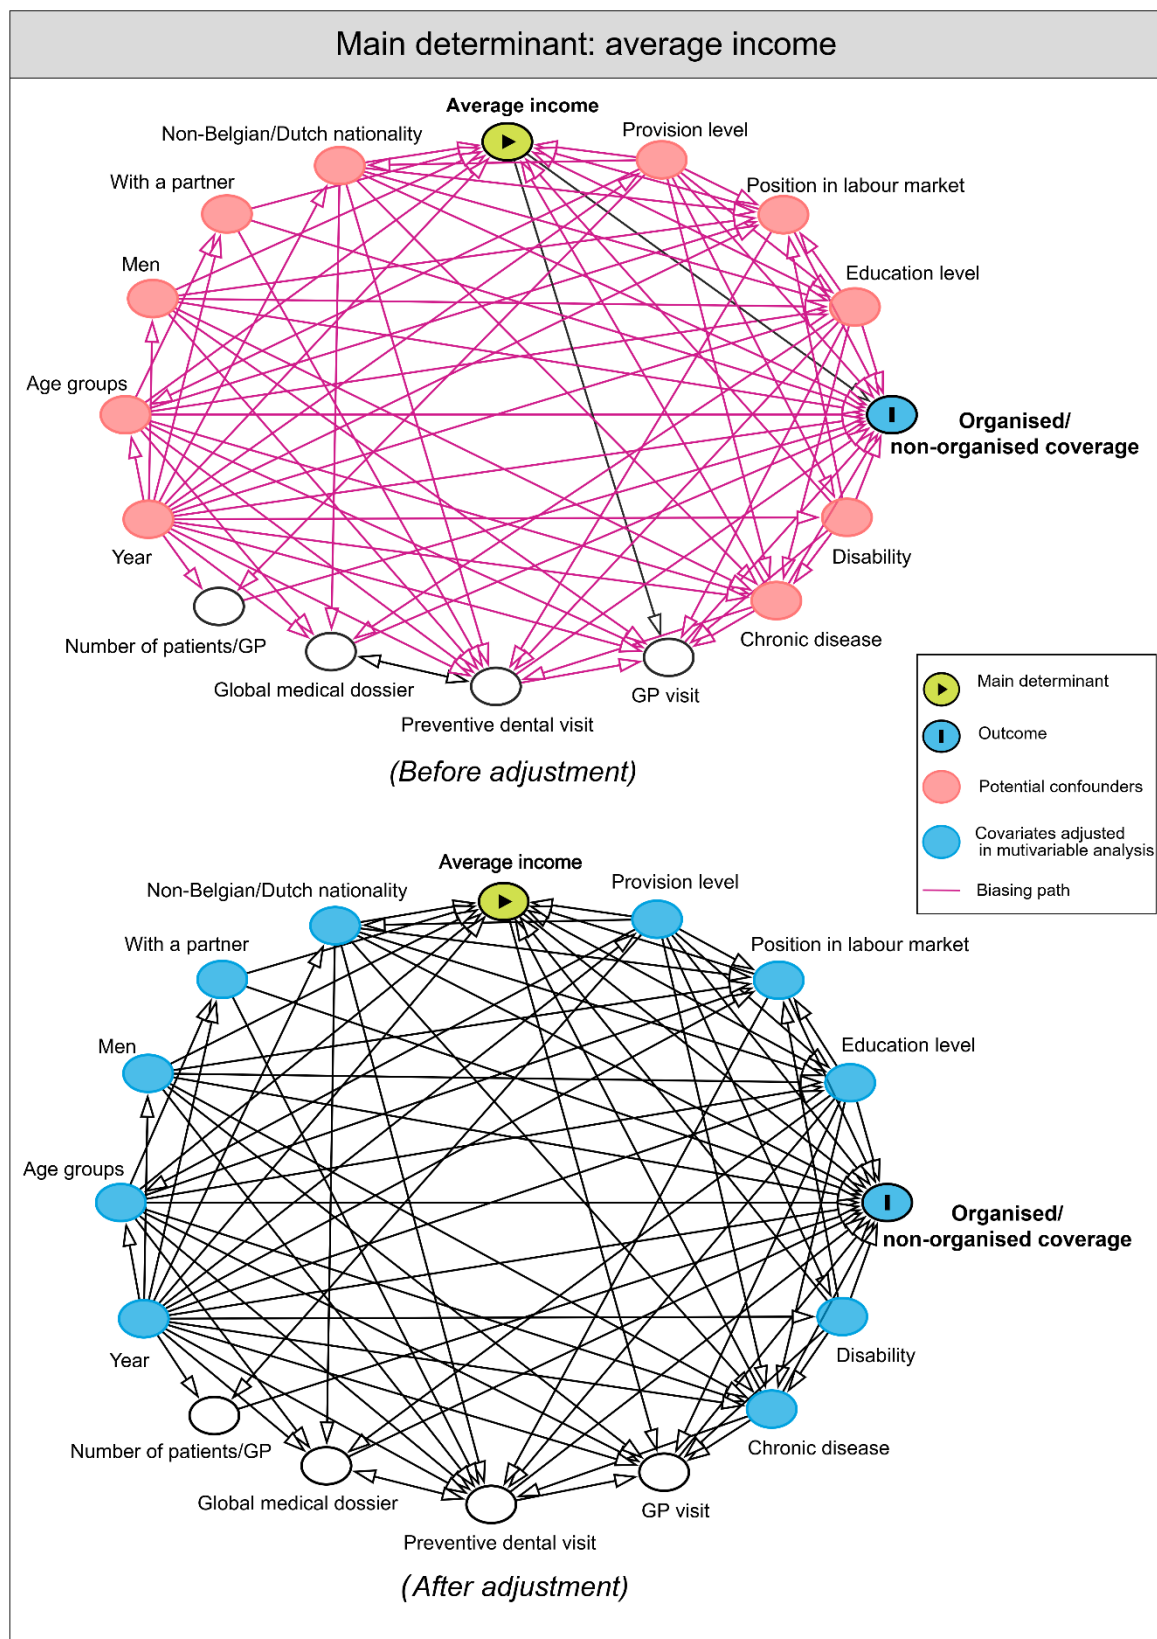 Main determinant: average income
Average income
Non-Belgian/Dutch nationality
Provision level
With a partner
Position in labour market
Men
Education level
Age groups
Organised/
non-organised coverage
Year
Disability
Number of patients/GP
Chronic disease
Global medical dossier
GP visit
Preventive dental visit
(Before adjustment)
Main determinant
Outcome
Potential confounders
Covariates adjusted
in mutivariable analysis
Biasing path
Average income
Non-Belgian/Dutch nationality
Provision level
With a partner
Position in labour market
Men
Education level
Age groups
Organised/
non-organised coverage
Year
Disability
Number of patients/GP
Chronic disease
Global medical dossier
GP visit
Preventive dental visit
(After adjustment)